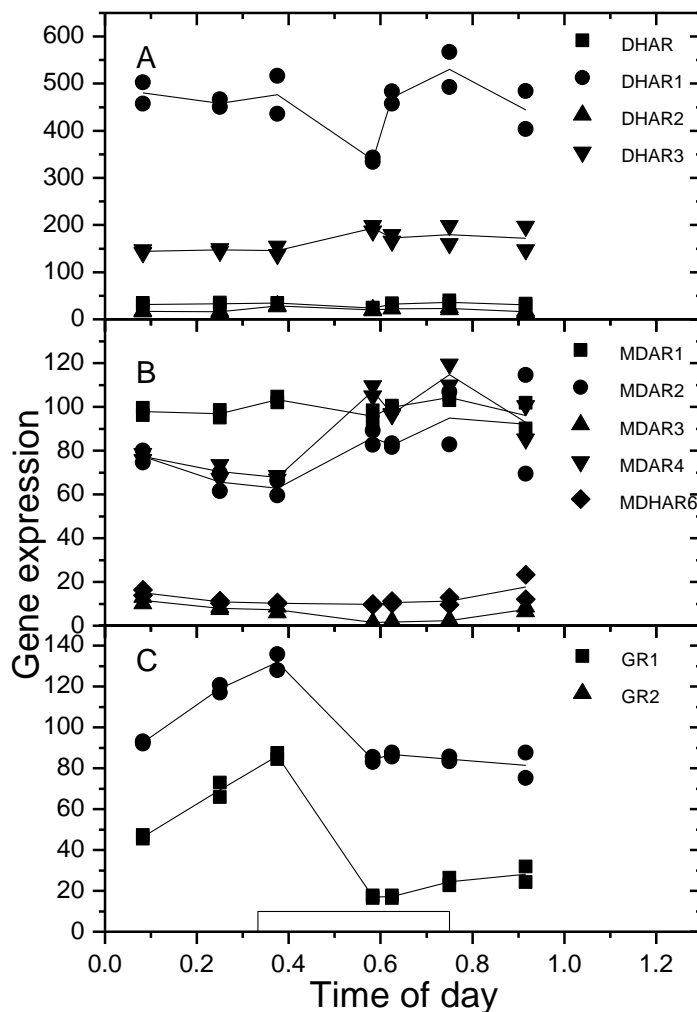 A
600
500
400
300
200
100
0
DHAR
DHAR1
DHAR2
DHAR3
B
120
100
80
60
40
20
0
MDAR1
MDAR2
MDAR3
MDAR4
MDHAR6
C
140
120
100
80
60
40
20
0
GR1
GR2
Gene expression
0.0 0.2 0.4 0.6 0.8 1.0 1.2
Time of day